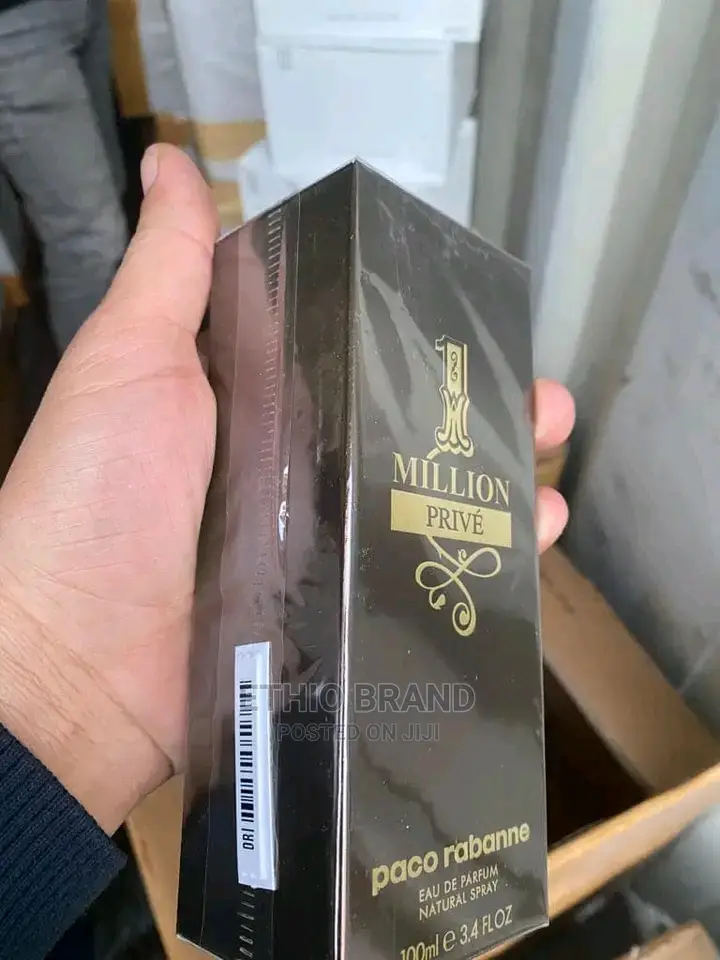 1
MILLION
PRIVÉ
ETHIO BRAND
POSTED ON JIJI
ORI
paco rabanne
EAU DE PARFUM
NATURAL SPRAY
100ml e 3.4 FL OZ